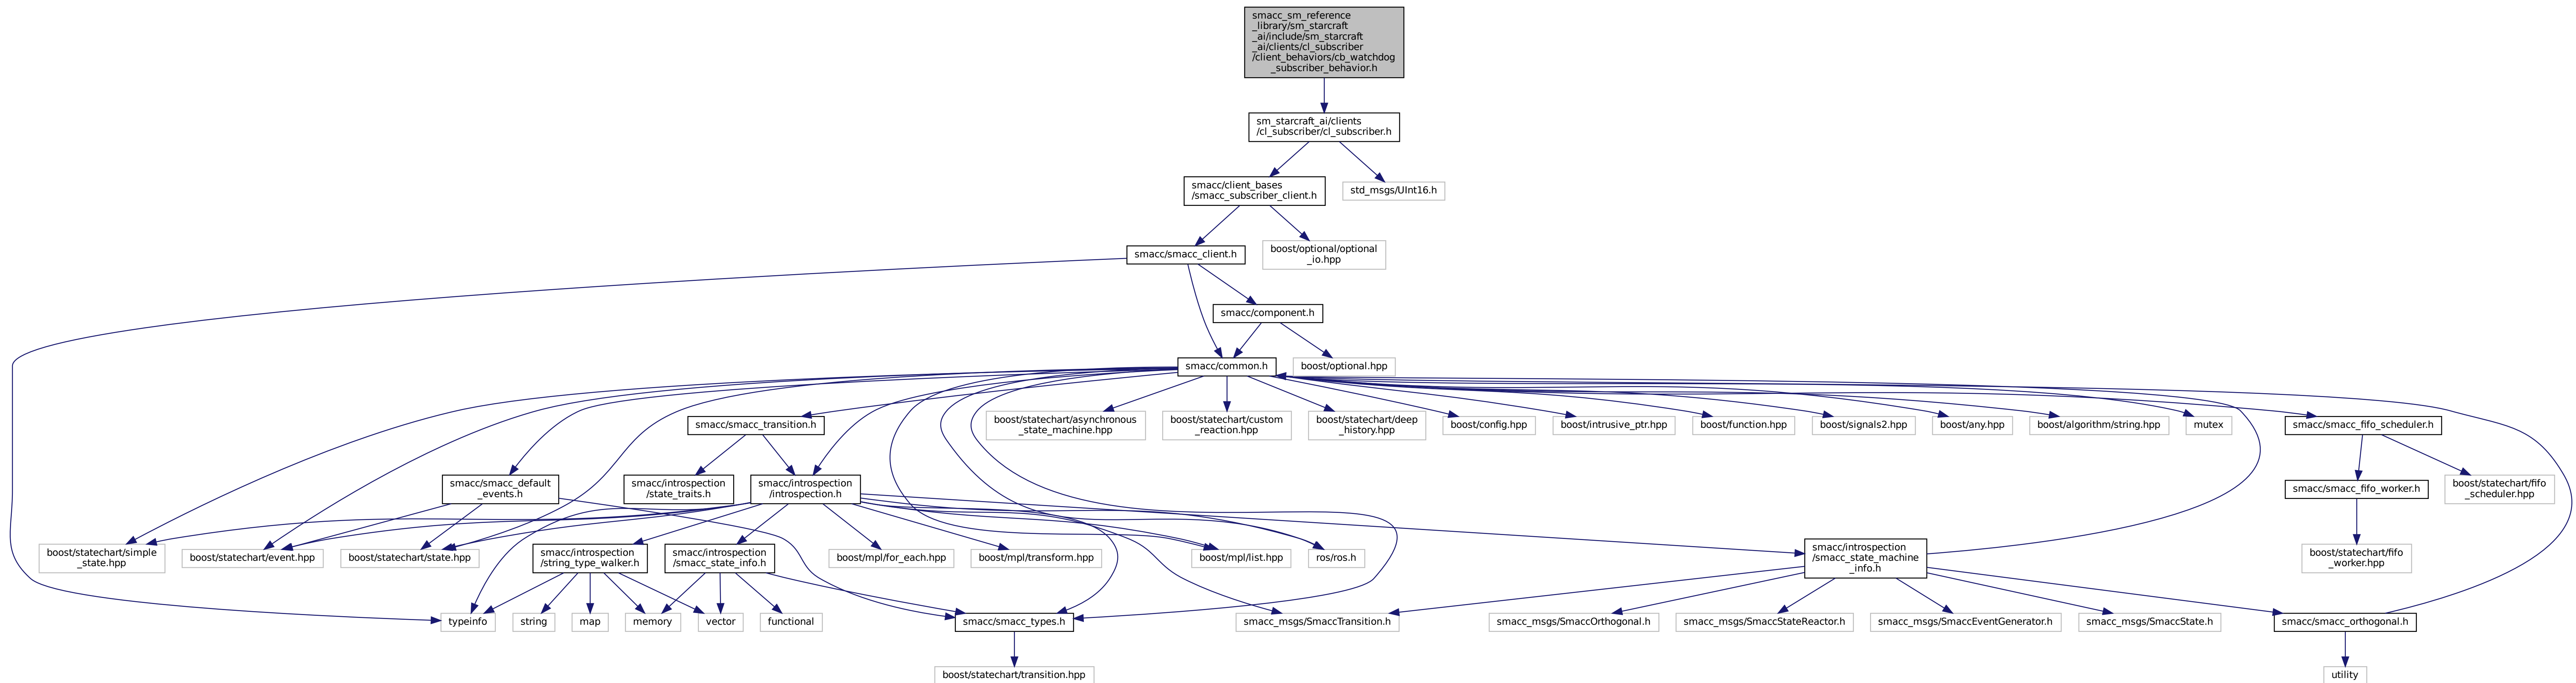 smacc_sm_reference
_library/sm_starcraft
_ai/include/sm_starcraft
_ai/clients/cl_subscriber
/client_behaviors/cb_watchdog
_subscriber_behavior.h
sm_starcraft_ai/clients
/cl_subscriber/cl_subscriber.h
smacc/client_bases
/smacc_subscriber_client.h
std_msgs/UInt16.h
smacc/smacc_client.h
boost/optional/optional
_io.hpp
smacc/component.h
smacc/common.h
boost/optional.hpp
smacc/smacc_transition.h
boost/statechart/asynchronous
_state_machine.hpp
boost/statechart/custom
_reaction.hpp
boost/statechart/deep
_history.hpp
boost/config.hpp
boost/intrusive_ptr.hpp
boost/function.hpp
boost/signals2.hpp
boost/any.hpp
boost/algorithm/string.hpp
mutex
smacc/smacc_fifo_scheduler.h
smacc/smacc_default
_events.h
smacc/introspection
/state_traits.h
smacc/introspection
/introspection.h
smacc/smacc_fifo_worker.h
boost/statechart/fifo
_scheduler.hpp
boost/statechart/simple
_state.hpp
boost/statechart/event.hpp
boost/statechart/state.hpp
smacc/introspection
/string_type_walker.h
smacc/introspection
/smacc_state_info.h
boost/mpl/for_each.hpp
boost/mpl/transform.hpp
boost/mpl/list.hpp
ros/ros.h
smacc/introspection
/smacc_state_machine
_info.h
boost/statechart/fifo
_worker.hpp
typeinfo
string
map
memory
vector
functional
smacc/smacc_types.h
smacc_msgs/SmaccTransition.h
smacc_msgs/SmaccOrthogonal.h
smacc_msgs/SmaccStateReactor.h
smacc_msgs/SmaccEventGenerator.h
smacc_msgs/SmaccState.h
smacc/smacc_orthogonal.h
boost/statechart/transition.hpp
utility